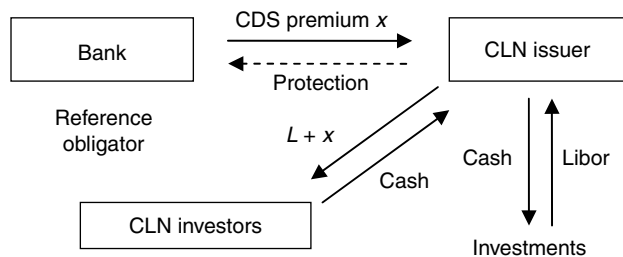 CDS premium x
Bank
CLN issuer
Protection
Reference
obligator
L + x
Cash
Cash
Libor
CLN investors
Investments